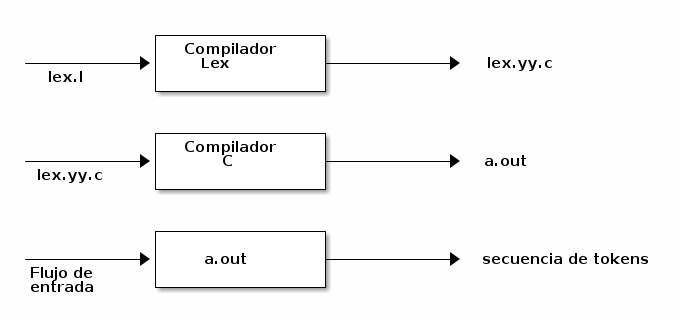 Compilador
Lex
lex.l
lex.yy.c
Compilador
C
lex.yy.c
a.out
a.out
Flujo de
entrada
secuencia de tokens